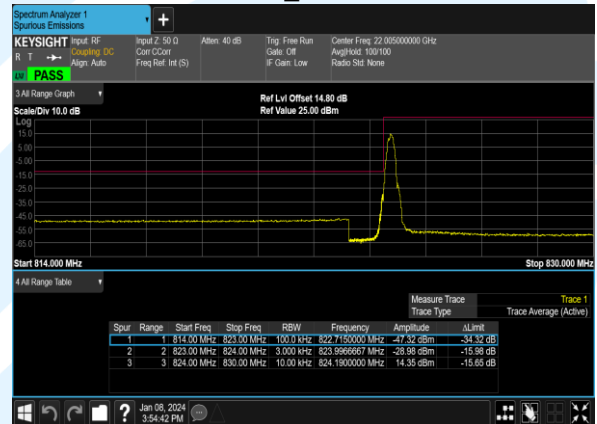 Spectrum Analyzer 1
Spurious Emissions
+
KEYSIGHT Input: RF Input Z: 50 Ω Atten: 40 dB Trig: Free Run Center Freq: 22.005000000 GHz
R T Coupling: DC Corr CCorr Gate: Off Avg|Hold: 100/100
Align: Auto Freq Ref: Int (S) IF Gain: Low Radio Std: None
PASS
3 All Range Graph
Ref Lvl Offset 14.80 dB
Scale/Div 10.0 dB Ref Value 25.00 dBm
Log
15.0
5.00
-5.00
-15.0
-25.0
-35.0
-45.0
-55.0
-65.0
Start 814.000 MHz Stop 830.000 MHz
4 All Range Table
Measure Trace Trace 1
Trace Type Trace Average (Active)
Spur Range Start Freq Stop Freq RBW Frequency Amplitude ΔLimit
1 1 814.00 MHz 823.00 MHz 100.0 kHz 822.7150000 MHz -47.32 dBm -34.32 dB
2 2 823.00 MHz 824.00 MHz 3.000 kHz 823.9966667 MHz -28.98 dBm -15.98 dB
3 3 824.00 MHz 830.00 MHz 10.00 kHz 824.1900000 MHz 14.35 dBm -15.65 dB
? Jan 08, 2024
3:54:42 PM